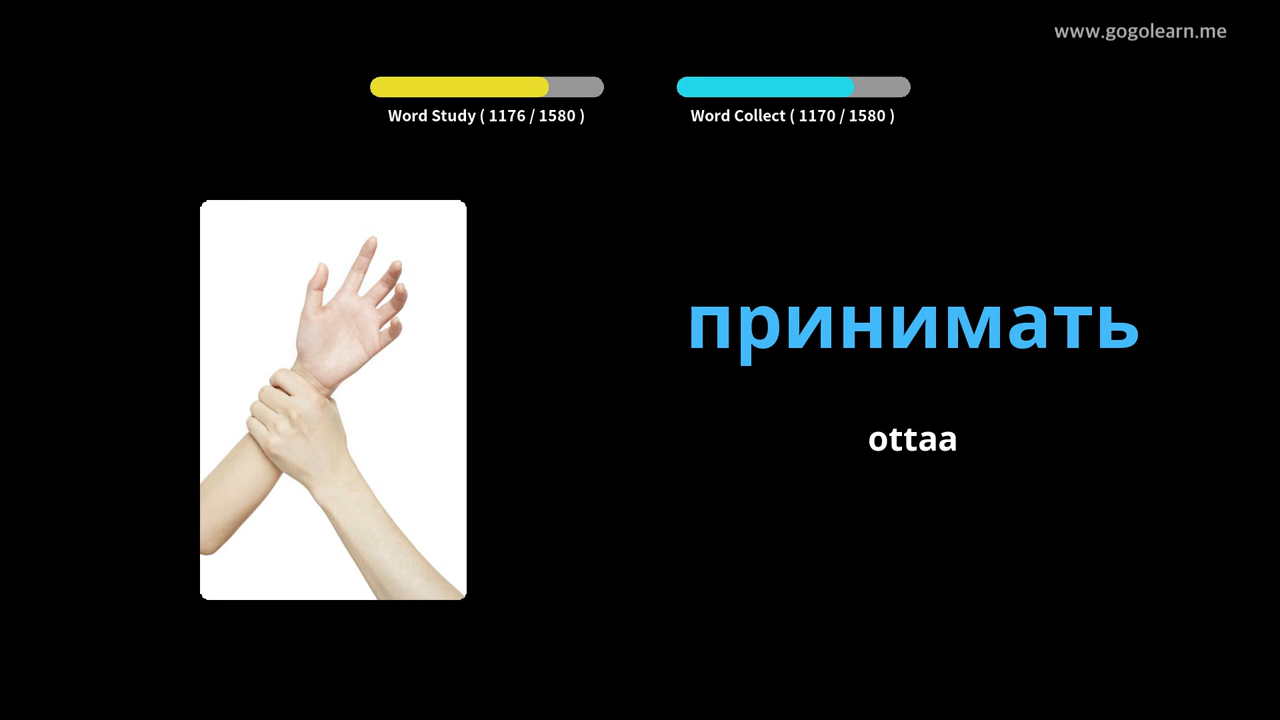 www.gogolearn.me
Word Study ( 1176 / 1580 )
Word Collect ( 1170 / 1580 )
принимать
ottaa